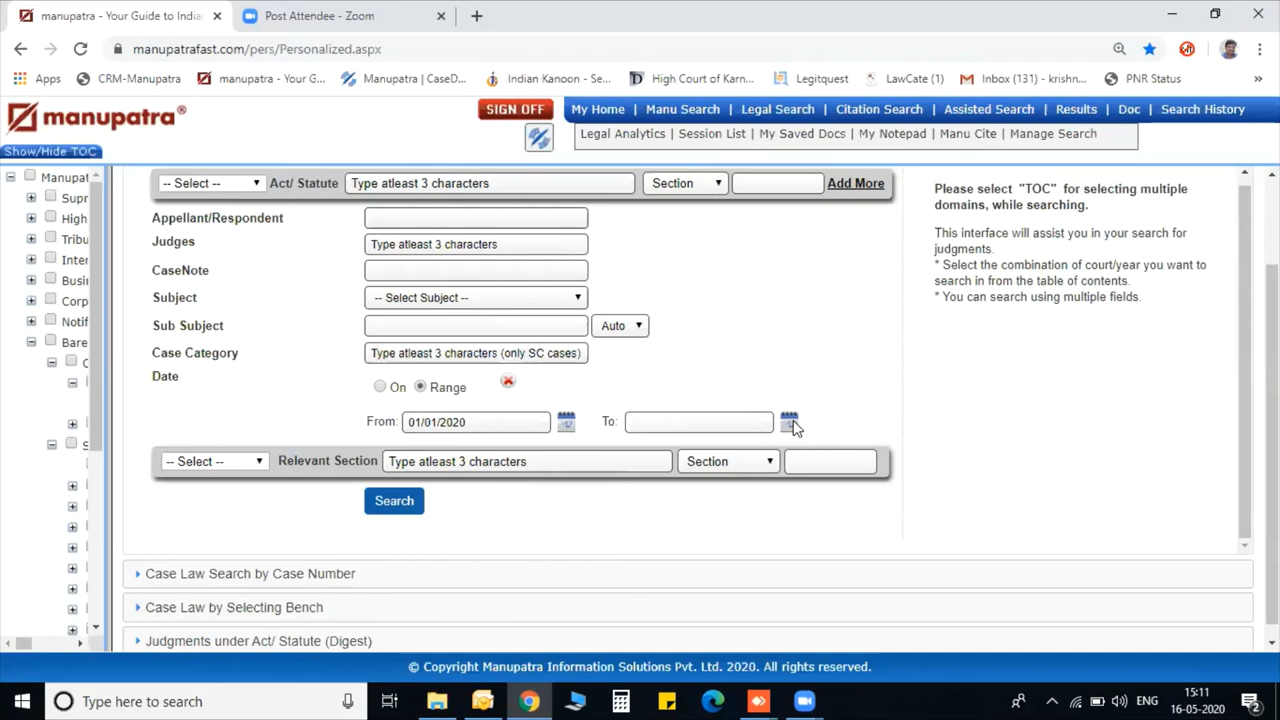 manupatra - Your Guide to India
Post Attendee - Zoom
manupatrafast.com/pers/Personalized.aspx
Apps
CRM-Manupatra
manupatra - Your G...
Manupatra | CaseD...
Indian Kanoon - Se...
High Court of Karn...
Legitquest
LawCate (1)
Inbox (131) - krishn...
PNR Status
»
manupatra®
SIGN OFF
My Home | Manu Search | Legal Search | Citation Search | Assisted Search | Results | Doc | Search History
Legal Analytics | Session List | My Saved Docs | My Notepad | Manu Cite | Manage Search
Show/Hide TOC
Manupat
Supr
High
Tribu
Inter
Busi
Corp
Notif
Bare
-- Select -- Act/ Statute Type atleast 3 characters Section Add More
Appellant/Respondent
Judges Type atleast 3 characters
CaseNote
Subject -- Select Subject --
Sub Subject Auto
Case Category Type atleast 3 characters (only SC cases)
Date
On Range
From: 01/01/2020 To:
-- Select -- Relevant Section Type atleast 3 characters Section
Search
Please select "TOC" for selecting multiple
domains, while searching.
This interface will assist you in your search for
judgments.
* Select the combination of court/year you want to
search in from the table of contents.
* You can search using multiple fields.
Case Law Search by Case Number
Case Law by Selecting Bench
Judgments under Act/ Statute (Digest)
© Copyright Manupatra Information Solutions Pvt. Ltd. 2020. All rights reserved.
Type here to search
ENG
15:11
16-05-2020
2